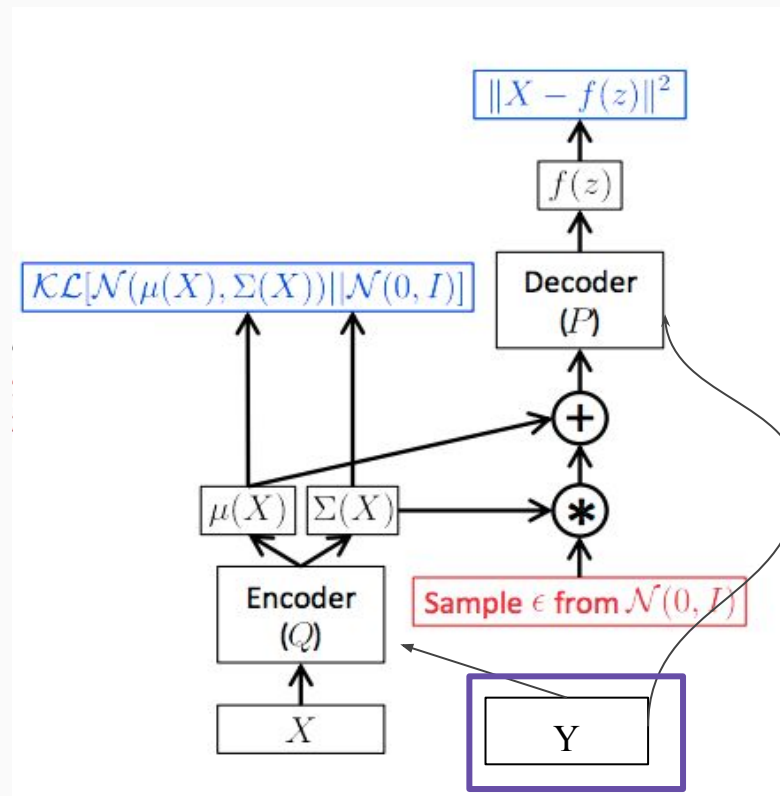 ‖X − f(z)‖²
f(z)
𝒦ℒ[𝒩(μ(X), Σ(X))||𝒩(0, I)]
Decoder
(P)
+
μ(X)
Σ(X)
*
Encoder
(Q)
Sample ϵ from 𝒩(0, I)
X
Y